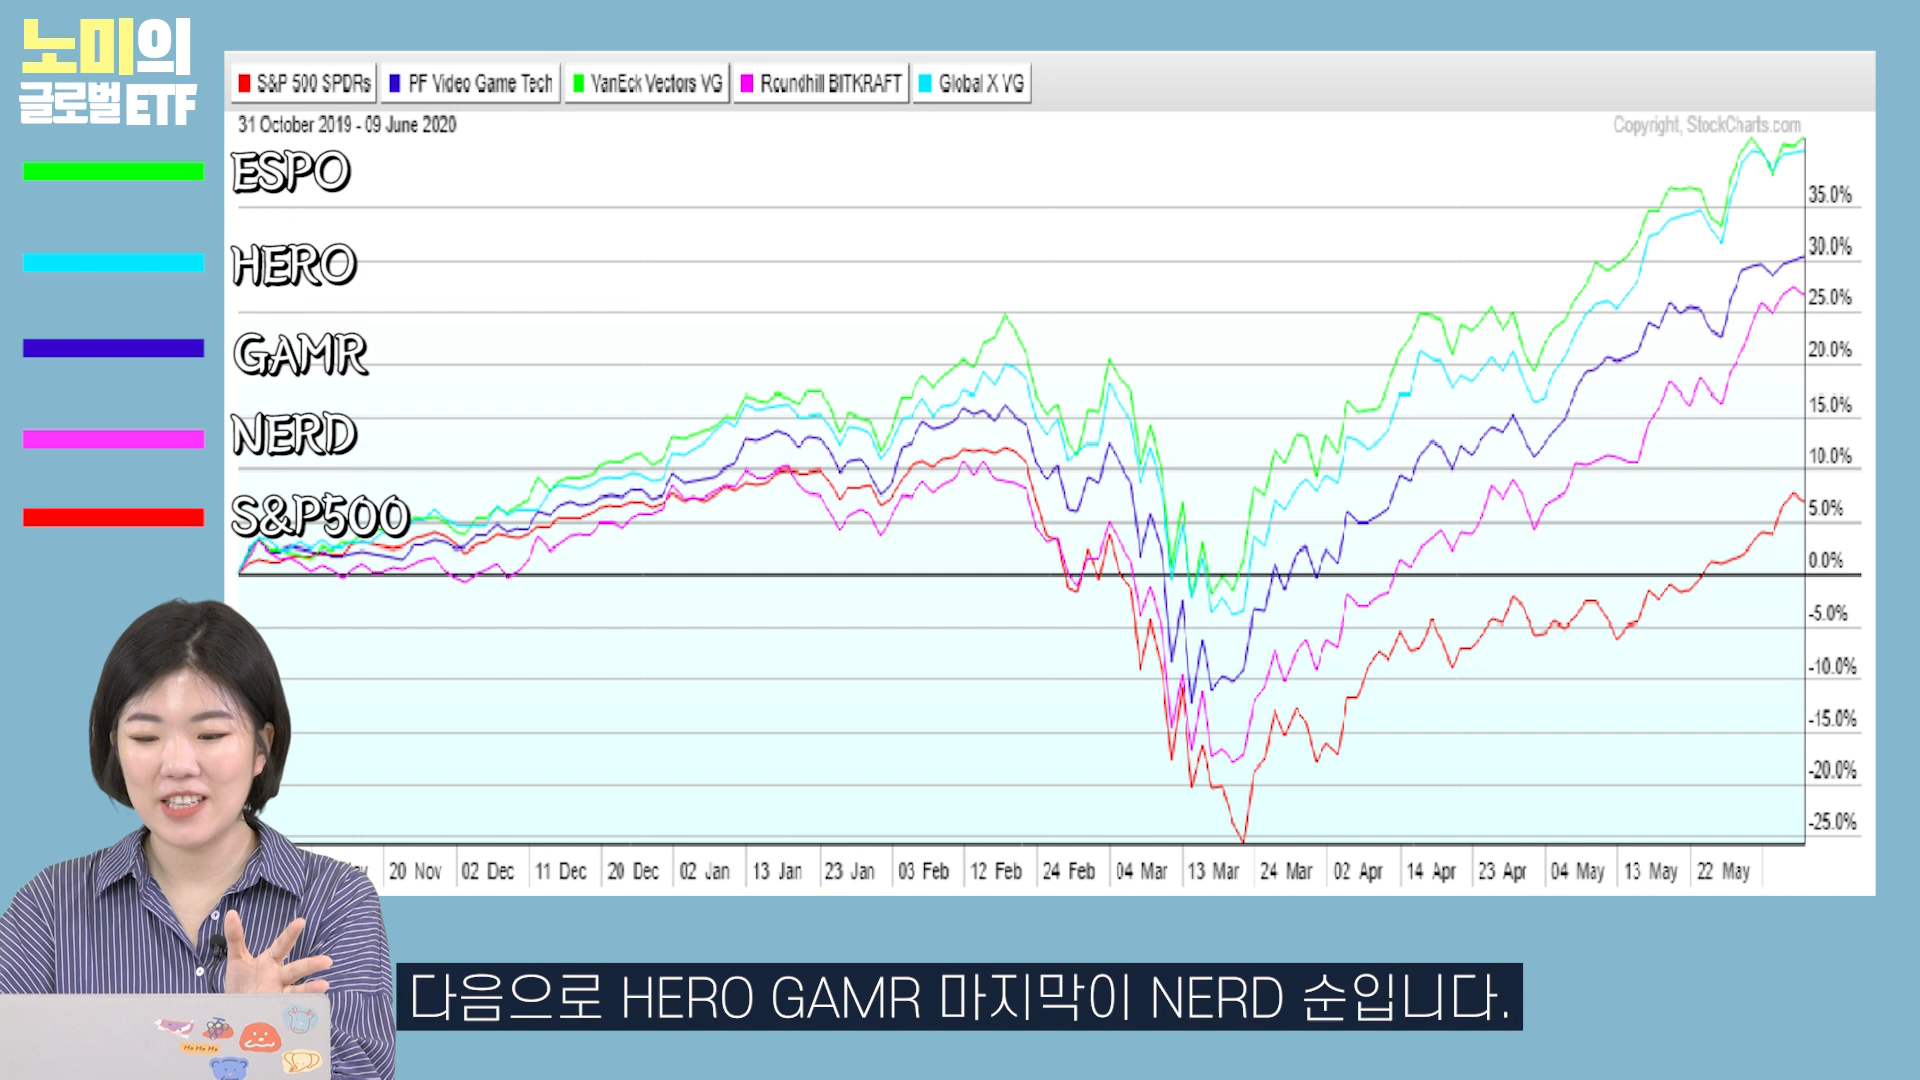 노미의
글로벌 ETF
S&P 500 SPDRs
PF Video Game Tech
VanEck Vectors VG
Roundhill BITKRAFT
Global X VG
31 October 2019 - 09 June 2020
Copyright, StockCharts.com
ESPO
HERO
GAMR
NERD
S&P500
35.0%
30.0%
25.0%
20.0%
15.0%
10.0%
5.0%
0.0%
-5.0%
-10.0%
-15.0%
-20.0%
-25.0%
20 Nov 02 Dec 11 Dec 20 Dec 02 Jan 13 Jan 23 Jan 03 Feb 12 Feb 24 Feb 04 Mar 13 Mar 24 Mar 02 Apr 14 Apr 23 Apr 04 May 13 May 22 May
다음으로 HERO GAMR 마지막이 NERD 순입니다.